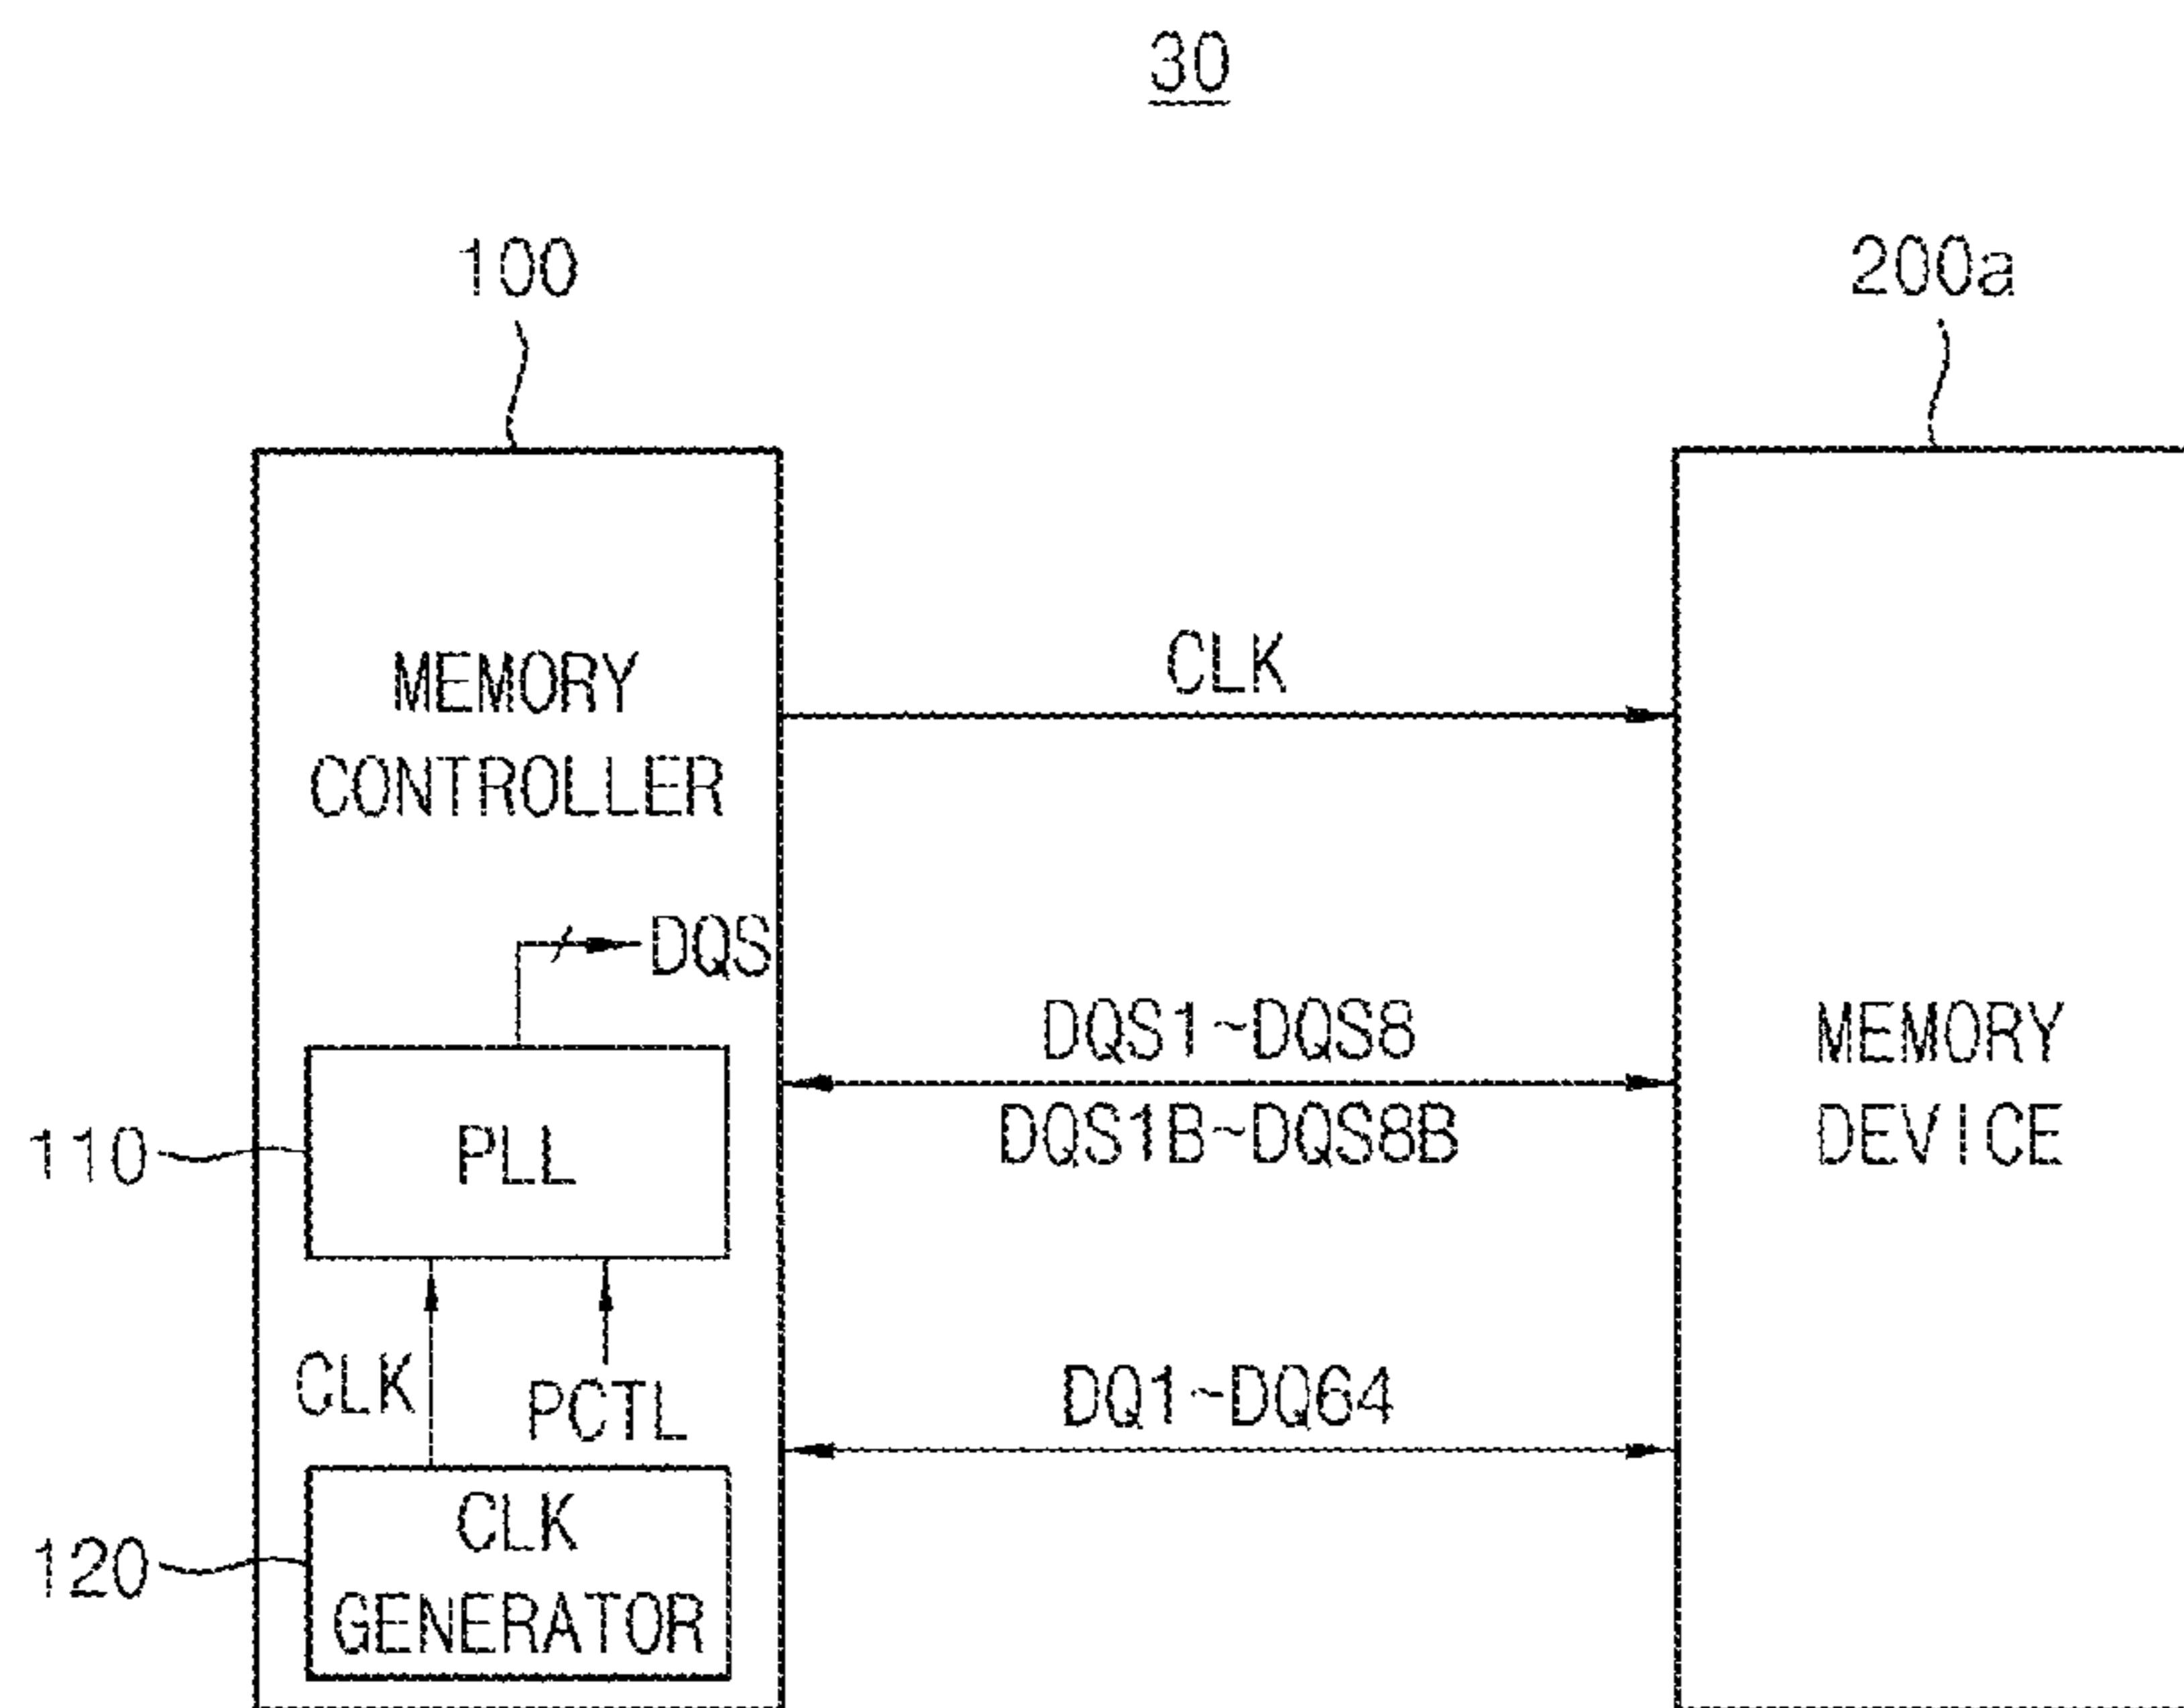 30
100
200a
MEMORY
CONTROLLER
CLK
DQS
DQS1~DQS8
DQS1B~DQS8B
MEMORY
DEVICE
110
PLL
CLK
PCTL
DQ1~DQ64
120
CLK
GENERATOR